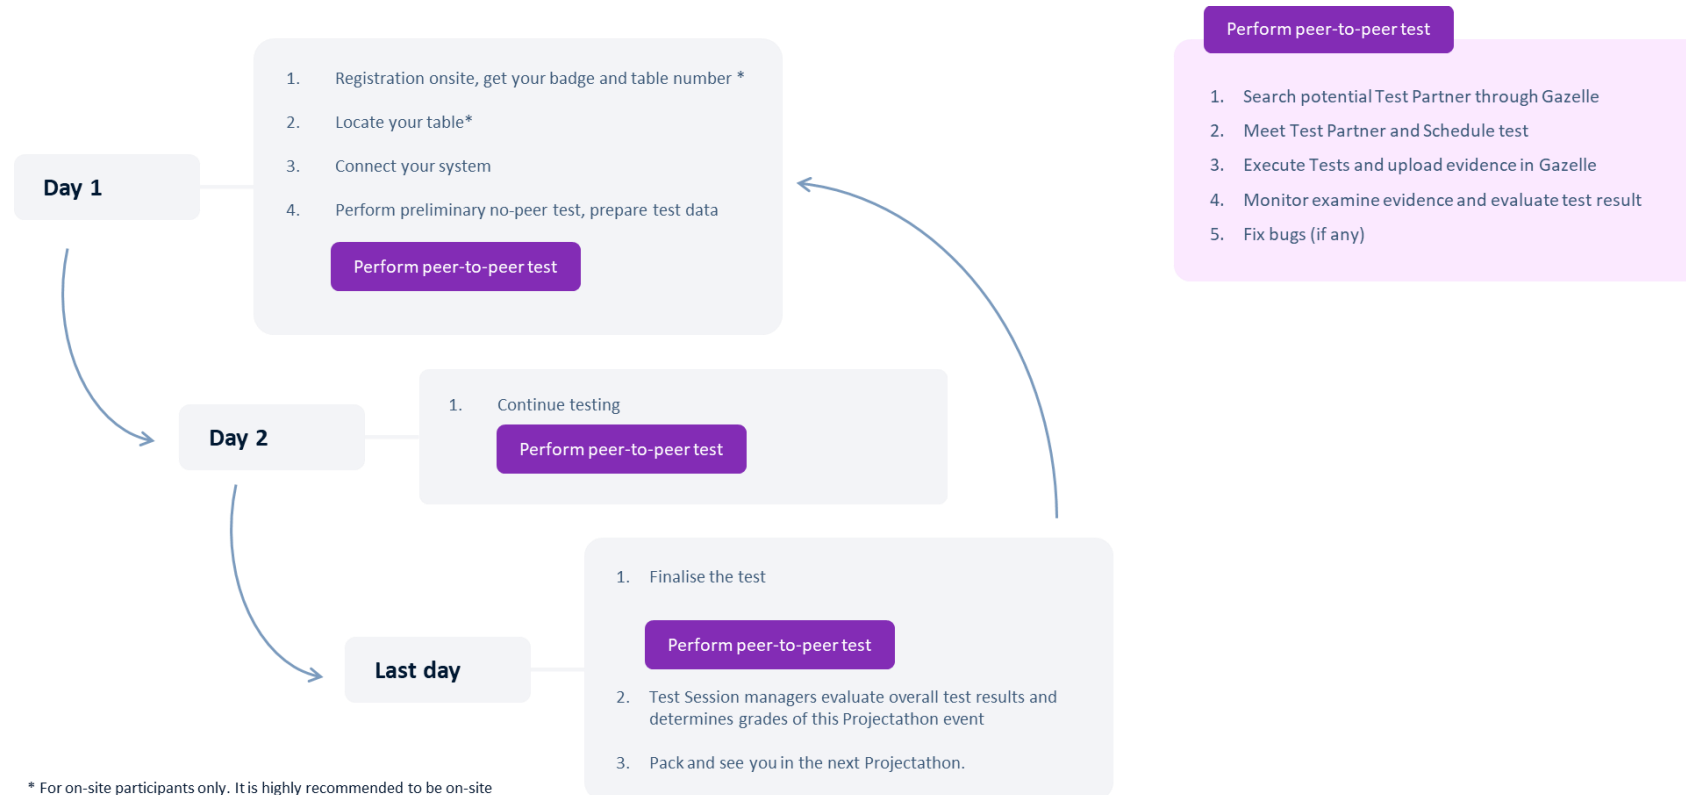 Perform peer-to-peer test
1. Search potential Test Partner through Gazelle
2. Meet Test Partner and Schedule test
3. Execute Tests and upload evidence in Gazelle
4. Monitor examine evidence and evaluate test result
5. Fix bugs (if any)
Day 1
1. Registration onsite, get your badge and table number *
2. Locate your table*
3. Connect your system
4. Perform preliminary no-peer test, prepare test data
Perform peer-to-peer test
Day 2
1. Continue testing
Perform peer-to-peer test
Last day
1. Finalise the test
Perform peer-to-peer test
2. Test Session managers evaluate overall test results and
determines grades of this Projectathon event
3. Pack and see you in the next Projectathon.
* For on-site participants only. It is highly recommended to be on-site